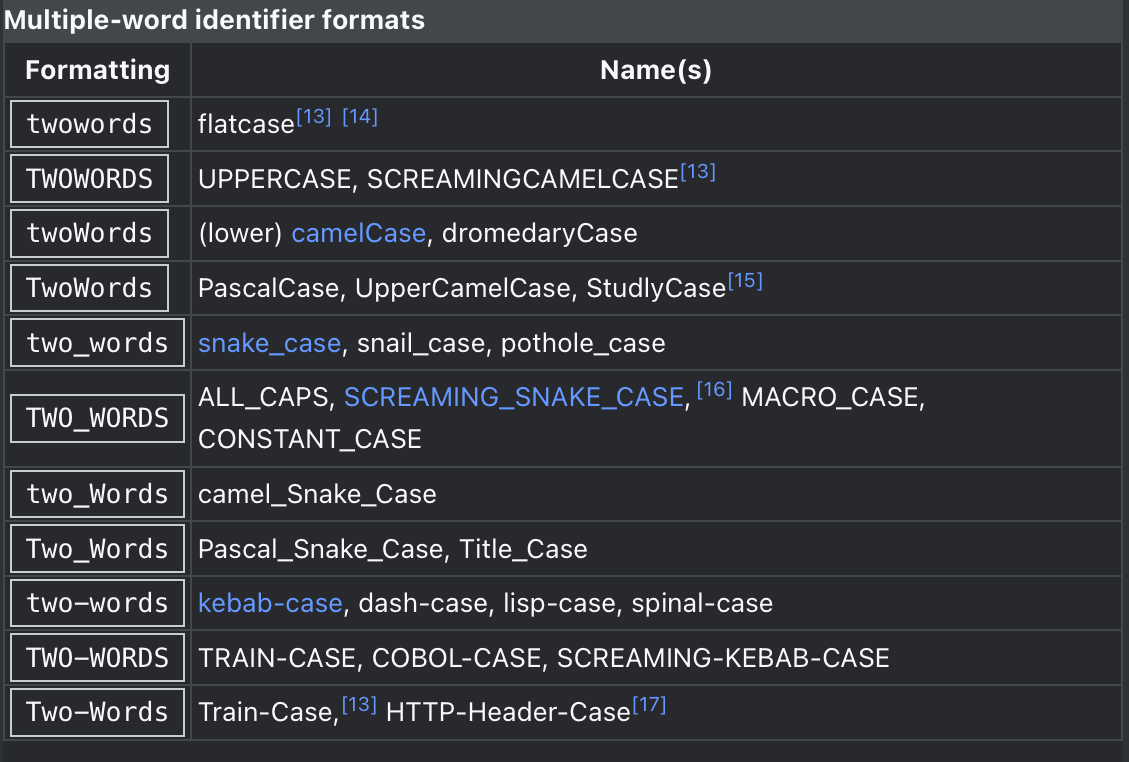 Multiple-word identifier formats
Formatting Name(s)
twowords flatcase[13] [14]
TWOWORDS UPPERCASE, SCREAMINGCAMELCASE[13]
twoWords (lower) camelCase, dromedaryCase
TwoWords PascalCase, UpperCamelCase, StudlyCase[15]
two_words snake_case, snail_case, pothole_case
TWO_WORDS ALL_CAPS, SCREAMING_SNAKE_CASE,[16] MACRO_CASE,
CONSTANT_CASE
two_Words camel_Snake_Case
Two_Words Pascal_Snake_Case, Title_Case
two-words kebab-case, dash-case, lisp-case, spinal-case
TWO-WORDS TRAIN-CASE, COBOL-CASE, SCREAMING-KEBAB-CASE
Two-Words Train-Case,[13] HTTP-Header-Case[17]